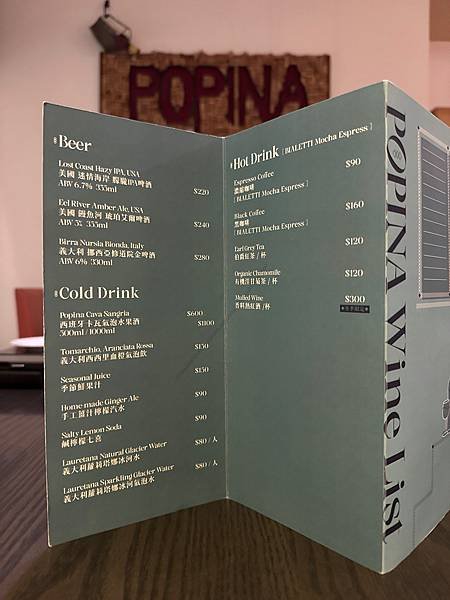 POPINA
Beer
Lost Coast Hazy IPA, USA
美國 迷情海岸 朦朧IPA啤酒
ABV 6.7% 355ml $220
Eel River Amber Ale, USA
美國 鰻魚河 琥珀艾爾啤酒
ABV 5% 355ml $240
Birra Nursia Bionda, Italy
義大利 挪西亞修道院金啤酒
ABV 6% 330ml $280
Cold Drink
Popina Cava Sangria $600
西班牙卡瓦氣泡水果酒 $1100
500ml / 1000ml
Tomarchio, Aranciata Rossa $150
義大利西西里血橙氣泡飲
Seasonal Juice $150
季節鮮果汁
Home made Ginger Ale $90
手工薑汁檸檬汽水
Salty Lemon Soda $90
鹹檸檬七喜
Lauretana Natural Glacier Water $80 / 人
義大利蘿莉塔娜冰河水
Lauretana Sparkling Glacier Water $80 / 人
義大利蘿莉塔娜冰河氣泡水
Hot Drink [ BIALETTI Mocha Espress ]
Espresso Coffee $90
濃縮咖啡
[ BIALETTI Mocha Espress ]
Black Coffee $160
黑咖啡
[ BIALETTI Mocha Espress ]
Earl Grey Tea $120
伯爵紅茶 / 杯
Organic Chamomile $120
有機洋甘菊茶 / 杯
Mulled Wine $300
香料熱紅酒 /杯
POPINA Wine List